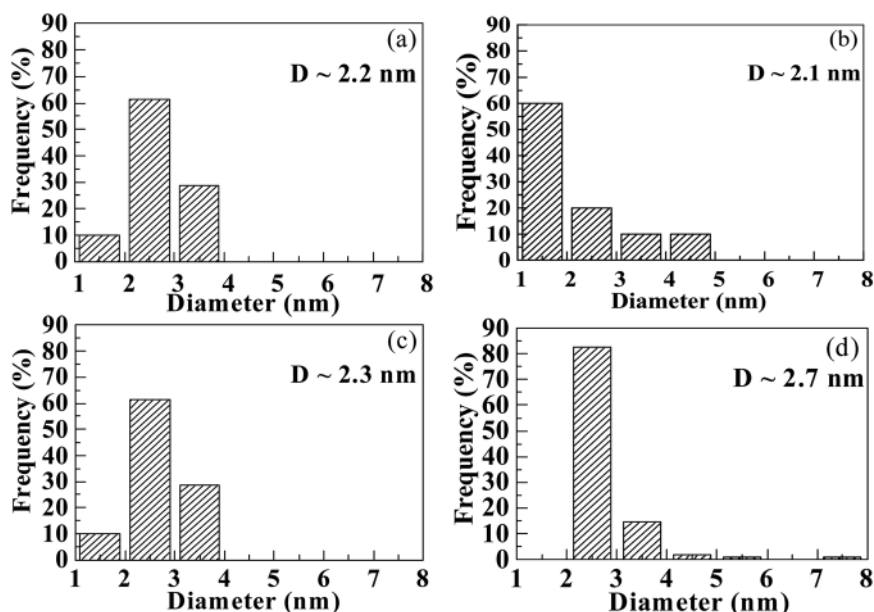 90
80
70
60
50
40
30
20
10
0
Frequency (%)
(a)
D ~ 2.2 nm
1 2 3 4 5 6 7 8
Diameter (nm)
90
80
70
60
50
40
30
20
10
0
Frequency (%)
(b)
D ~ 2.1 nm
1 2 3 4 5 6 7 8
Diameter (nm)
90
80
70
60
50
40
30
20
10
0
Frequency (%)
(c)
D ~ 2.3 nm
1 2 3 4 5 6 7 8
Diameter (nm)
90
80
70
60
50
40
30
20
10
0
Frequency (%)
(d)
D ~ 2.7 nm
1 2 3 4 5 6 7 8
Diameter (nm)